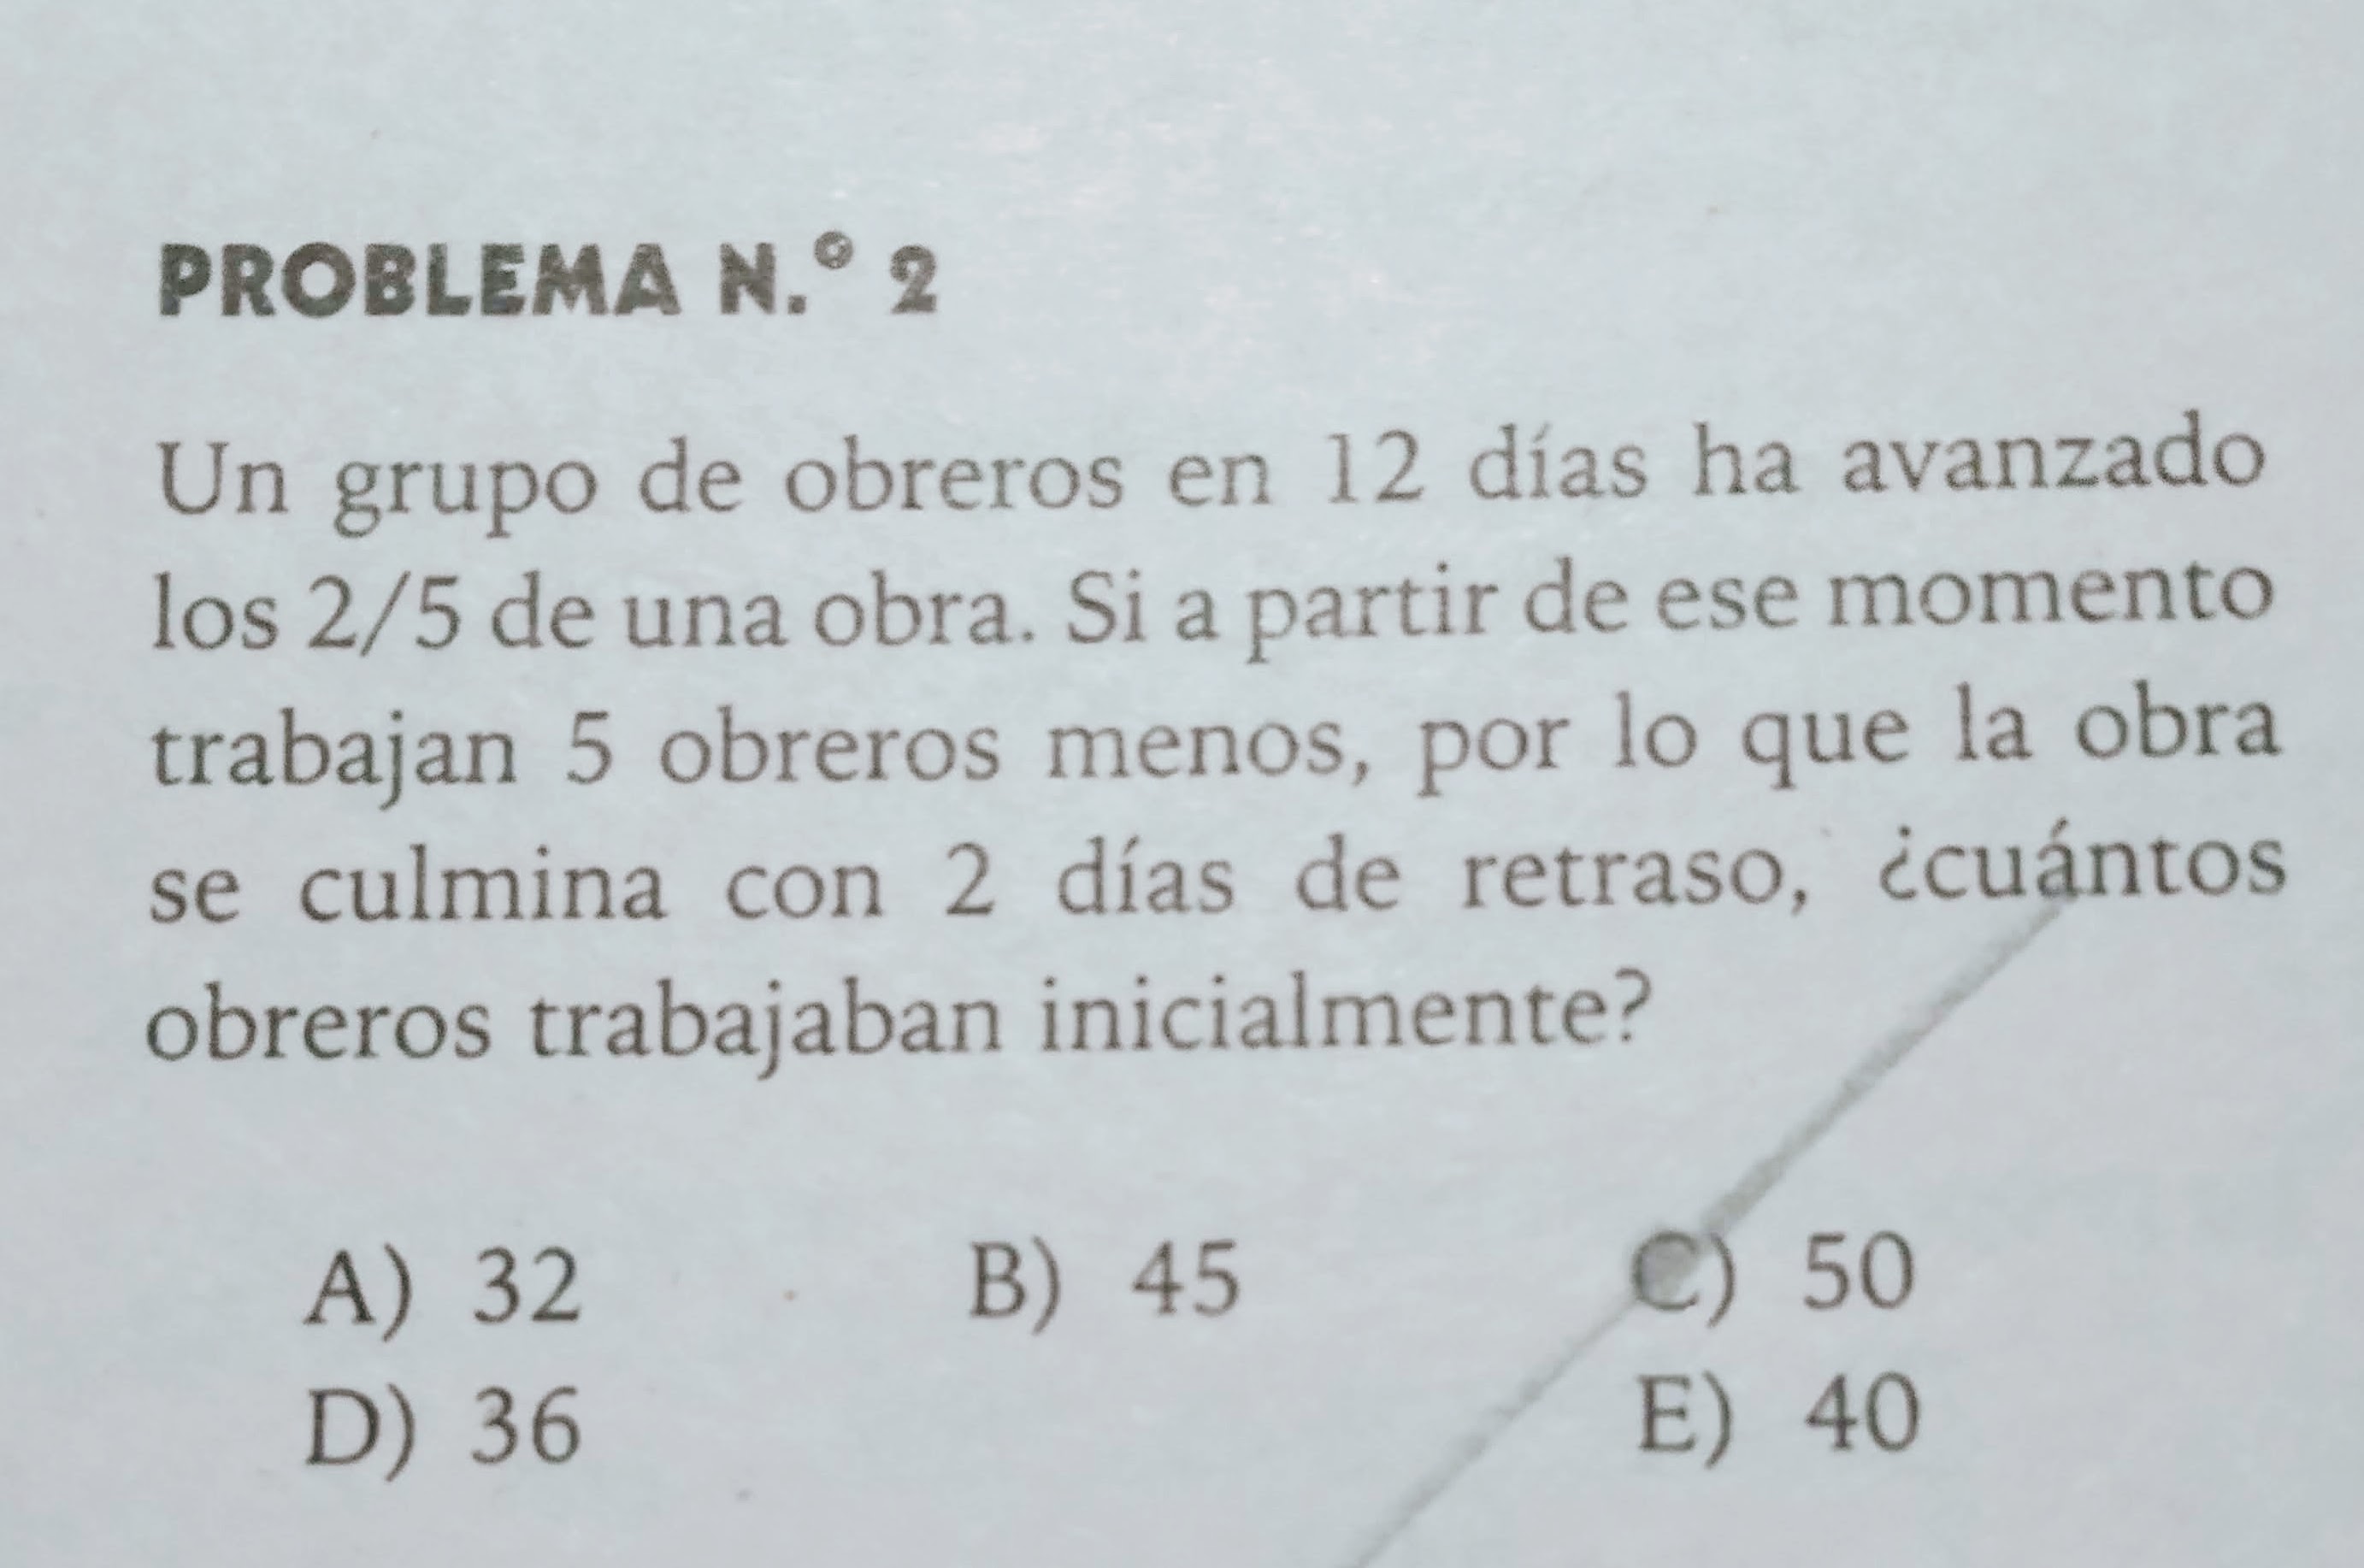 PROBLEMA N.º 2
Un grupo de obreros en 12 días ha avanzado
los 2/5 de una obra. Si a partir de ese momento
trabajan 5 obreros menos, por lo que la obra
se culmina con 2 días de retraso, ¿cuántos
obreros trabajaban inicialmente?
A) 32 B) 45 C) 50
D) 36 E) 40